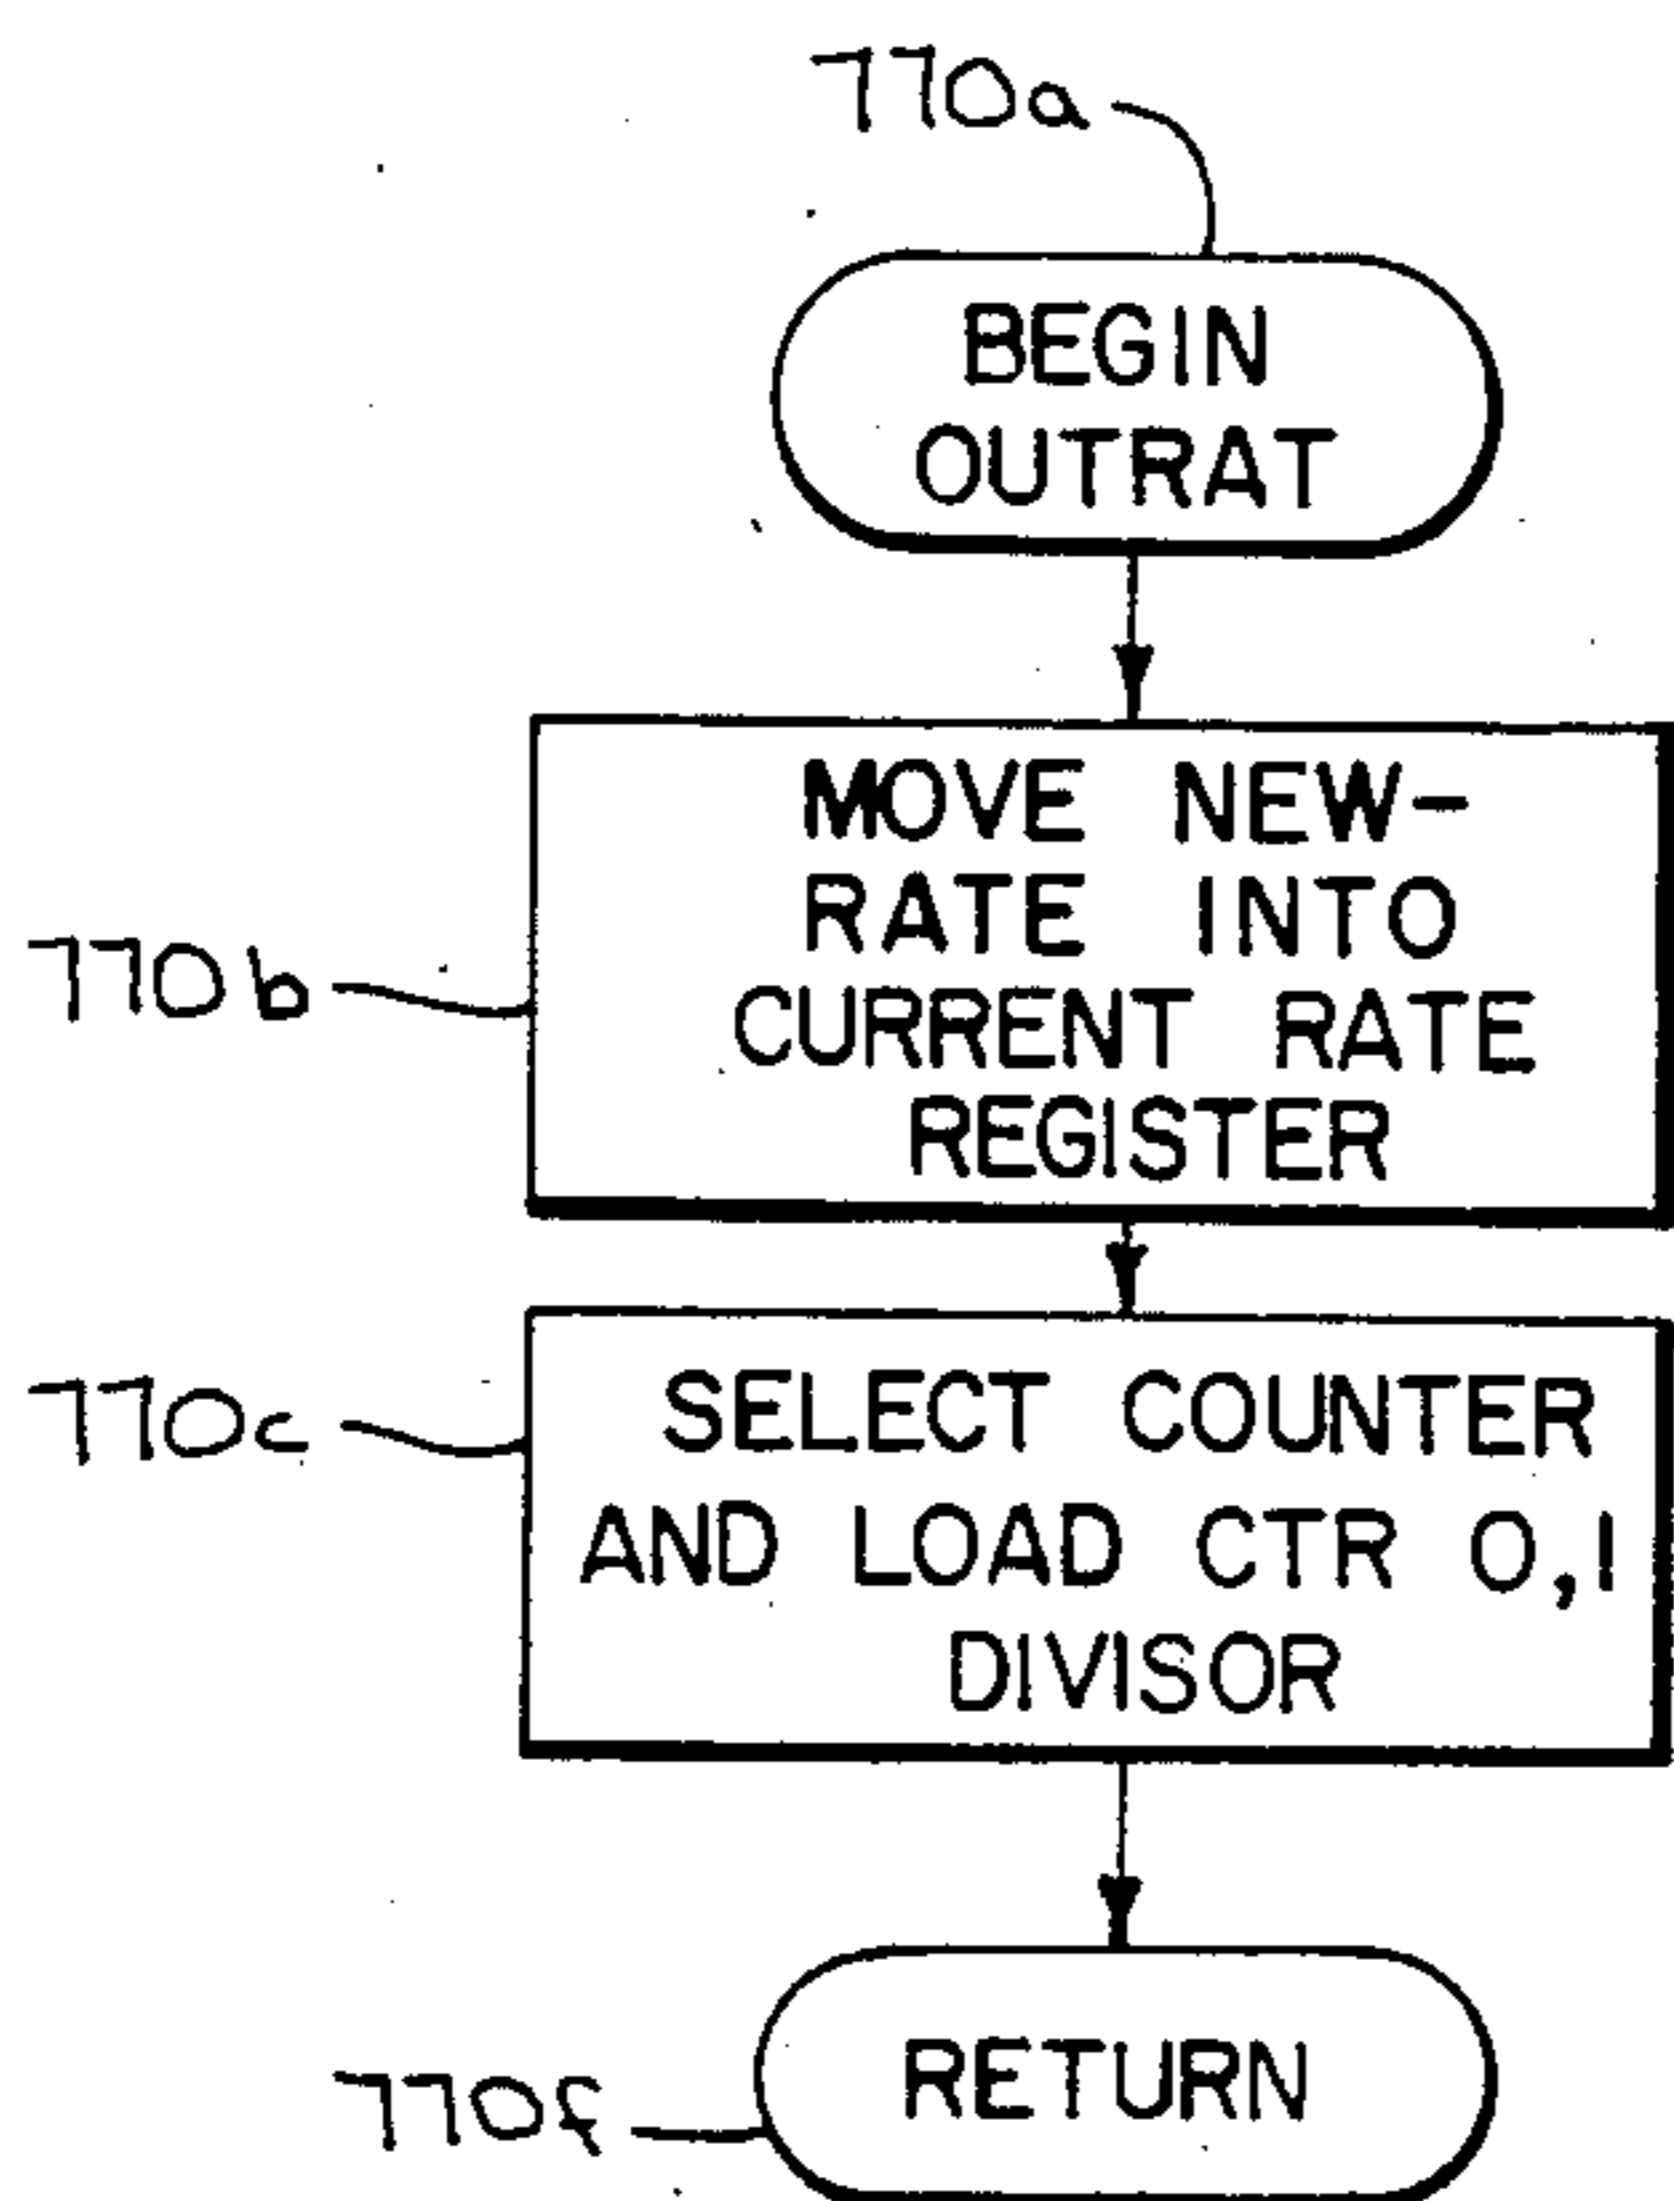 770a
BEGIN
OUTRAT
MOVE NEW-
RATE INTO
770b
CURRENT RATE
REGISTER
770c
SELECT COUNTER
AND LOAD CTR 0,1
DIVISOR
RETURN
770f